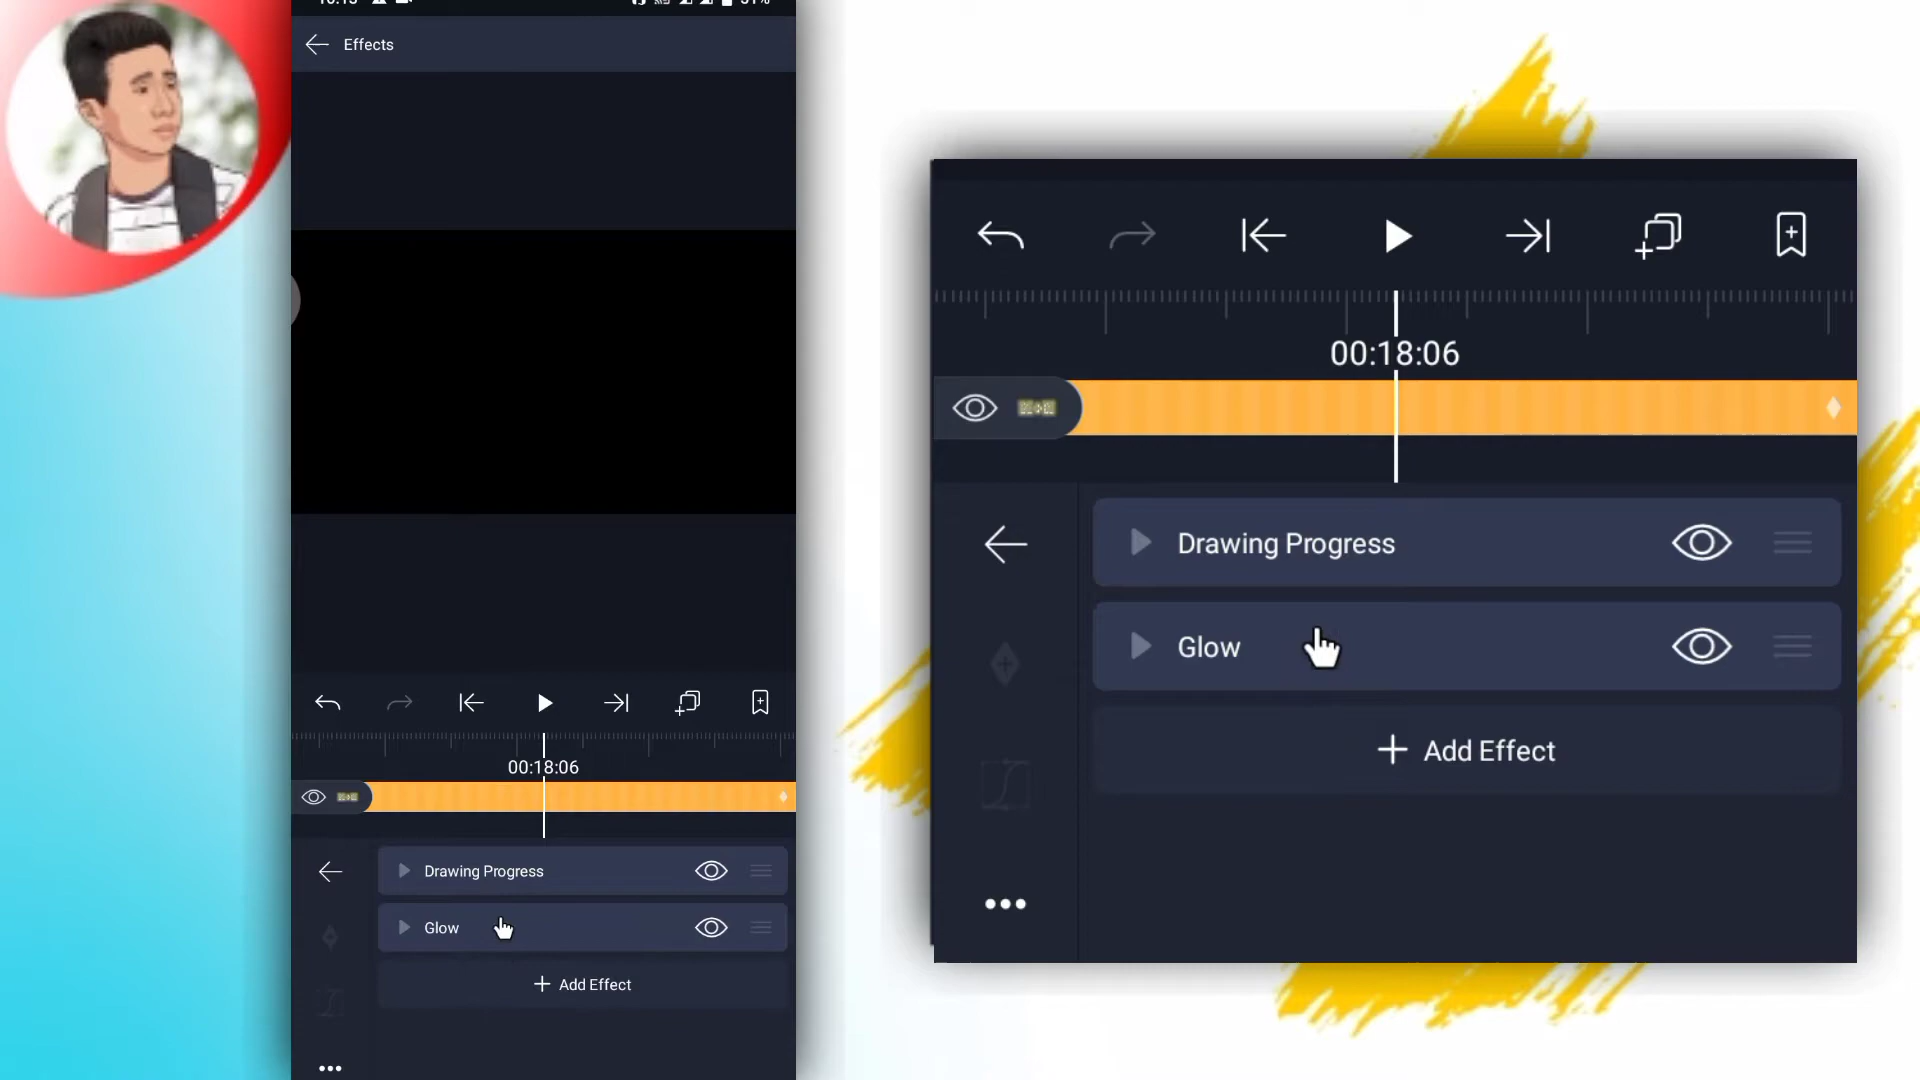 Effects
00:18:06
Drawing Progress
Glow
Add Effect
00:18:06
Drawing Progress
Glow
Add Effect